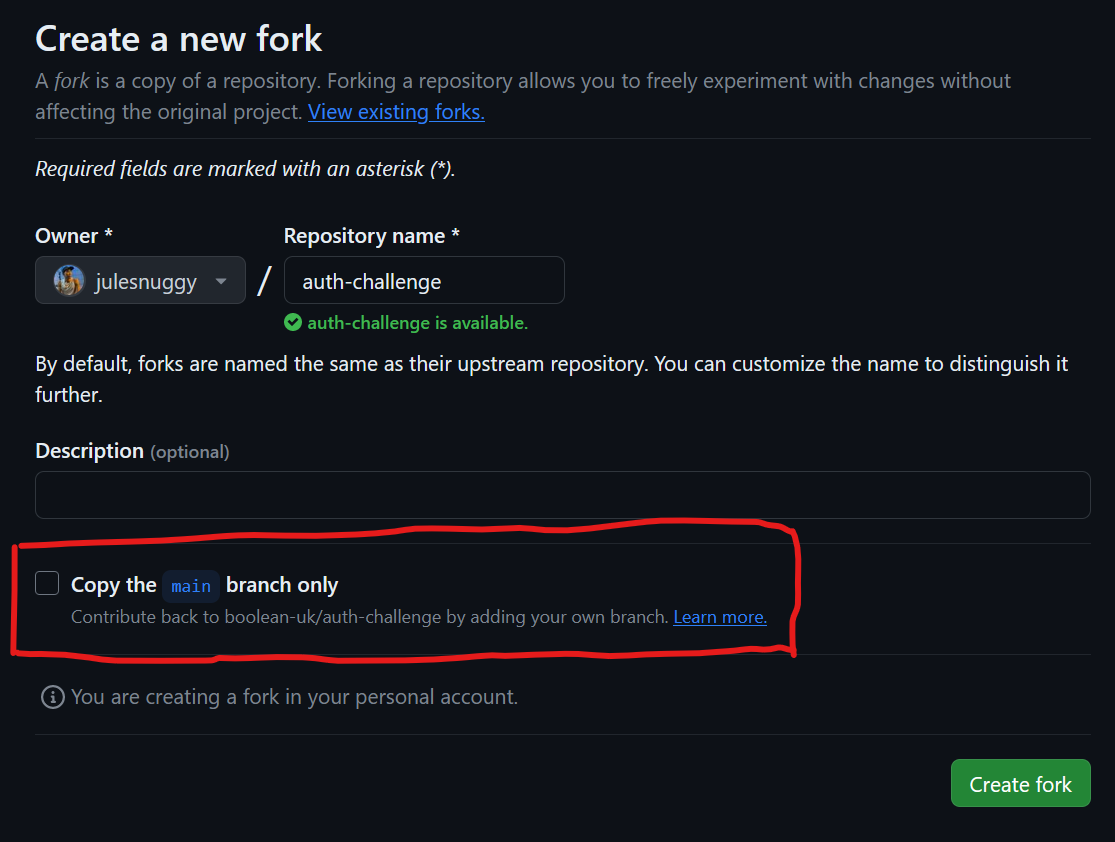 Create a new fork
A fork is a copy of a repository. Forking a repository allows you to freely experiment with changes without
affecting the original project. View existing forks.
Required fields are marked with an asterisk (*).
Owner *
Repository name *
julesnuggy
/
auth-challenge
auth-challenge is available.
By default, forks are named the same as their upstream repository. You can customize the name to distinguish it
further.
Description (optional)
Copy the main branch only
Contribute back to boolean-uk/auth-challenge by adding your own branch. Learn more.
You are creating a fork in your personal account.
Create fork